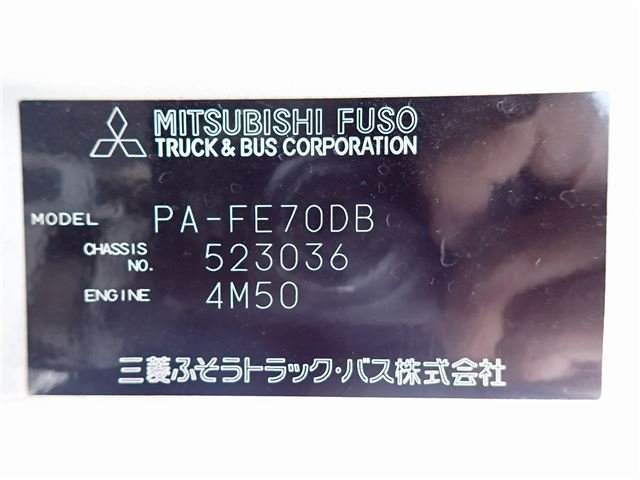 MITSUBISHI FUSO
TRUCK & BUS CORPORATION
MODEL PA-FE70DB
CHASSIS NO. 523036
ENGINE 4M50
三菱ふそうトラック・バス株式会社